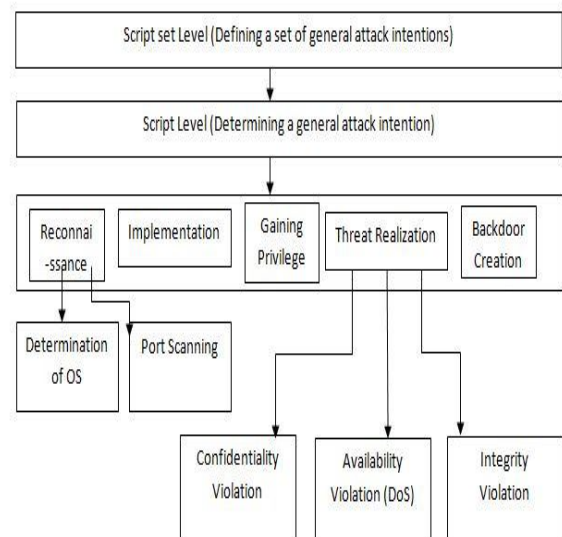 Script set Level (Defining a set of general attack intentions)
Script Level (Determining a general attack intention)
Reconnai
-ssance
Implementation
Gaining
Privilege
Threat Realization
Backdoor
Creation
Determination
of OS
Port Scanning
Confidentiality
Violation
Availability
Violation (DoS)
Integrity
Violation